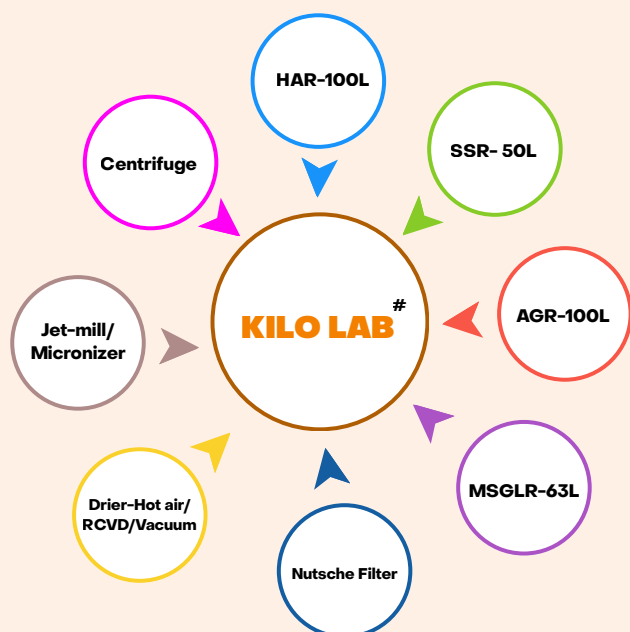 HAR-100L
SSR- 50L
Centrifuge
#
KILO LAB
AGR-100L
Jet-mill/
Micronizer
MSGLR-63L
Drier-Hot air/
RCVD/Vacuum
Nutsche Filter